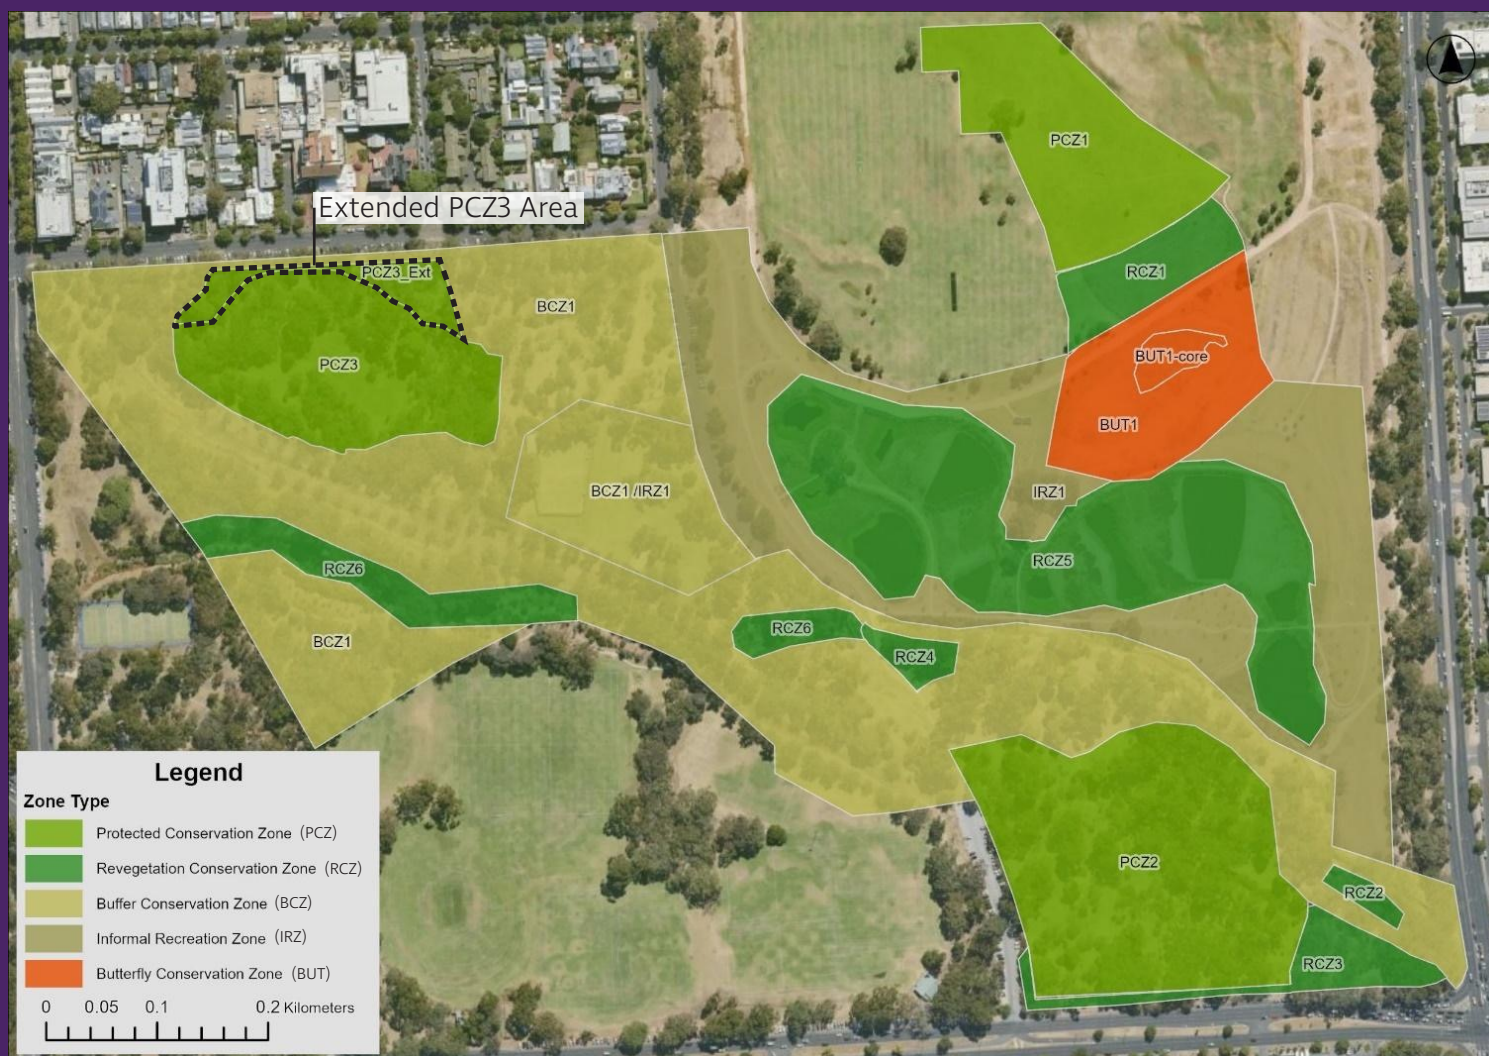 PCZ1
Extended PCZ3 Area
PCZ3_Ext
RCZ1
BCZ1
BUT1-core
PCZ3
BUT1
BCZ1 /IRZ1
IRZ1
RCZ5
RCZ6
RCZ6
BCZ1
RCZ4
PCZ2
RCZ2
RCZ3
Legend
Zone Type
Protected Conservation Zone (PCZ)
Revegetation Conservation Zone (RCZ)
Buffer Conservation Zone (BCZ)
Informal Recreation Zone (IRZ)
Butterfly Conservation Zone (BUT)
0 0.05 0.1 0.2 Kilometers